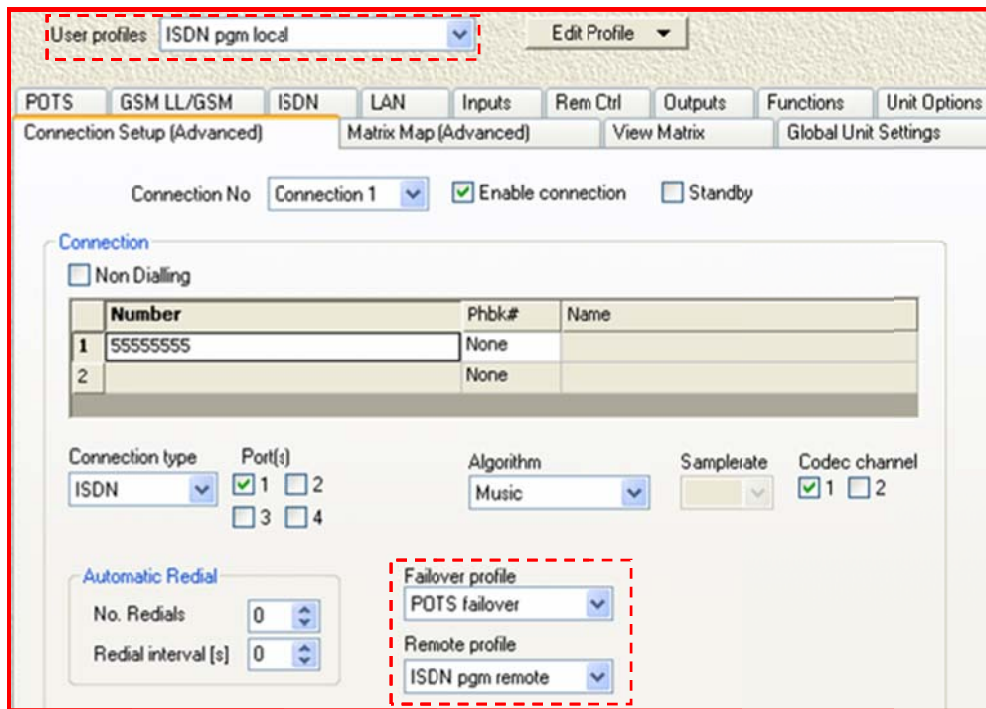 User profiles ISDN pgm local Edit Profile
POTS GSM LL/GSM ISDN LAN Inputs Rem Ctrl Outputs Functions Unit Options
Connection Setup (Advanced) Matrix Map (Advanced) View Matrix Global Unit Settings
Connection No Connection 1 Enable connection Standby
Connection
Non Dialling
Number Phbk# Name
1 55555555 None
2 None
Connection type Port(s) Algorithm Samplerate Codec channel
ISDN 1 2 Music 1 2
3 4
Automatic Redial Failover profile
No. Redials 0 POTS failover
Remote profile
Redial interval [s] 0 ISDN pgm remote